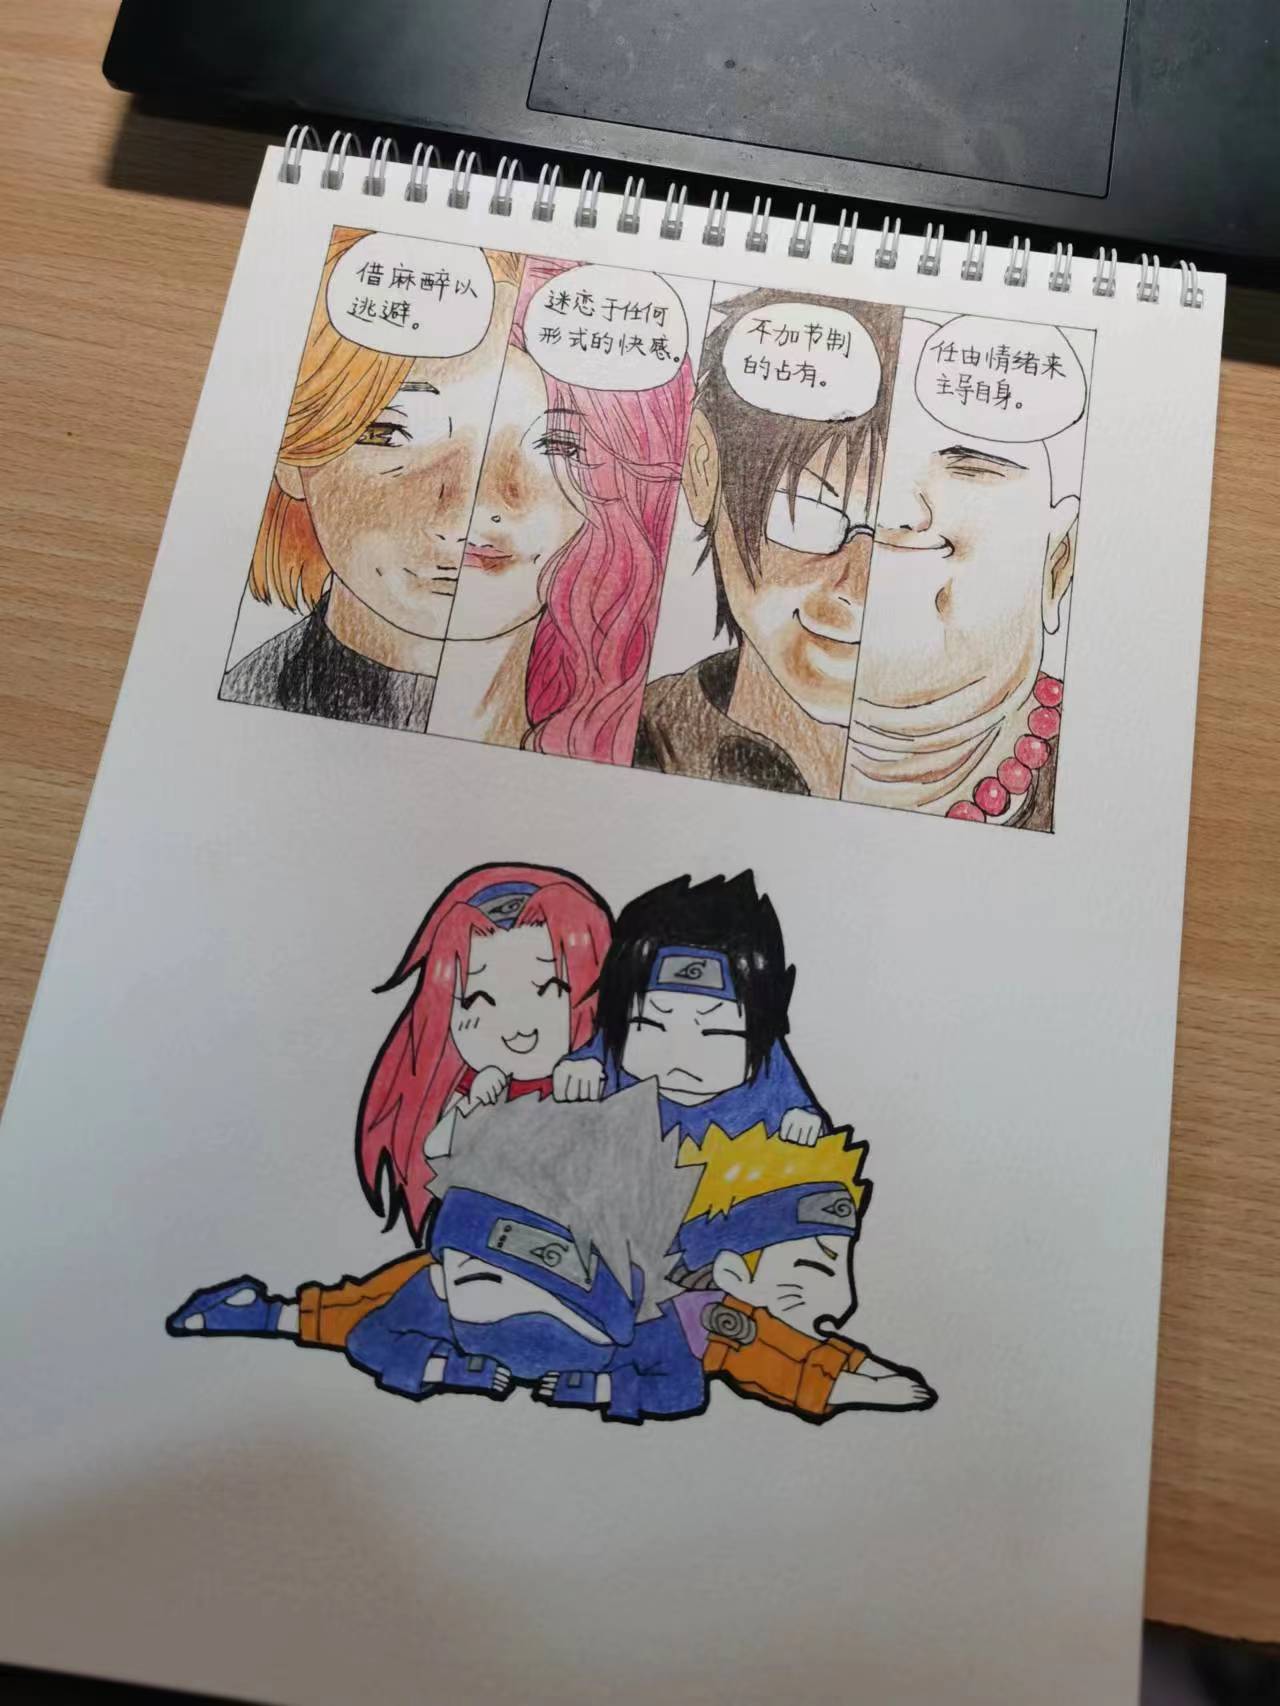 借麻醉以
逃避。
迷恋于任何
形式的快感。
不加节制
的占有。
任由情绪来
主导自身。